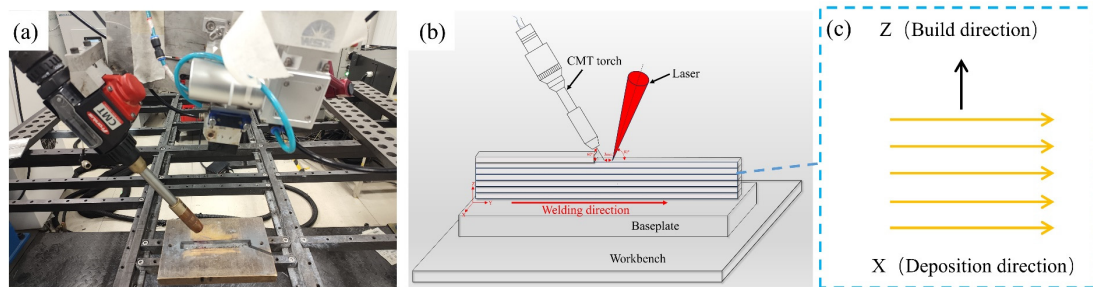 (a)
CMT
(b)
CMT torch
Laser
Welding direction
Baseplate
Workbench
(c)
Z（Build direction）
X（Deposition direction）